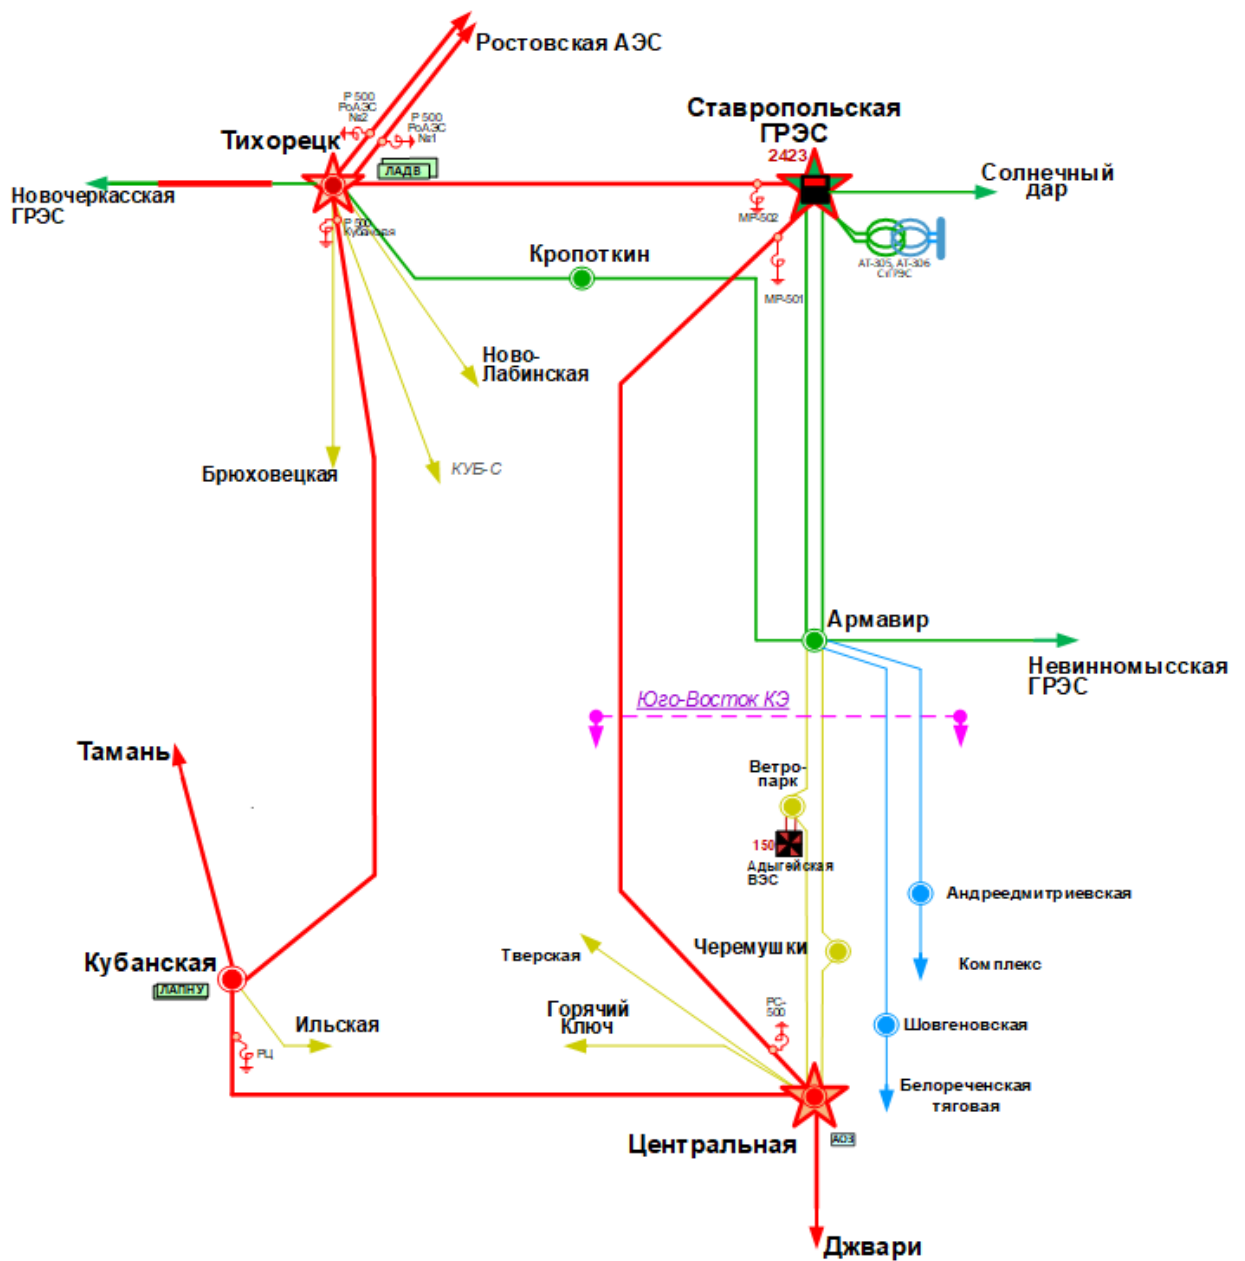 Ростовская АЭС
Р 500
РоАЭС
№2
Р 500
РоАЭС
№1
Тихорецк
ЛАДВ
Новочеркасская
ГРЭС
Р 500
Кубанская
Ставропольская
ГРЭС
2423
МР-502
МР-501
Солнечный
дар
АТ-305, АТ-306
СтГРЭС
Кропоткин
Ново-
Лабинская
Брюховецкая
КУБ-С
Армавир
Невинномысская
ГРЭС
Юго-Восток КЭ
Тамань
Ветро-
парк
150
Адыгейская
ВЭС
Андреедмитриевская
Черемушки
Тверская
Комплекс
Кубанская
ЛАПНУ
Горячий
Ключ
РС-
500
Ильская
Шовгеновская
РЦ
Белореченская
тяговая
Центральная
АОЗ
Джвари